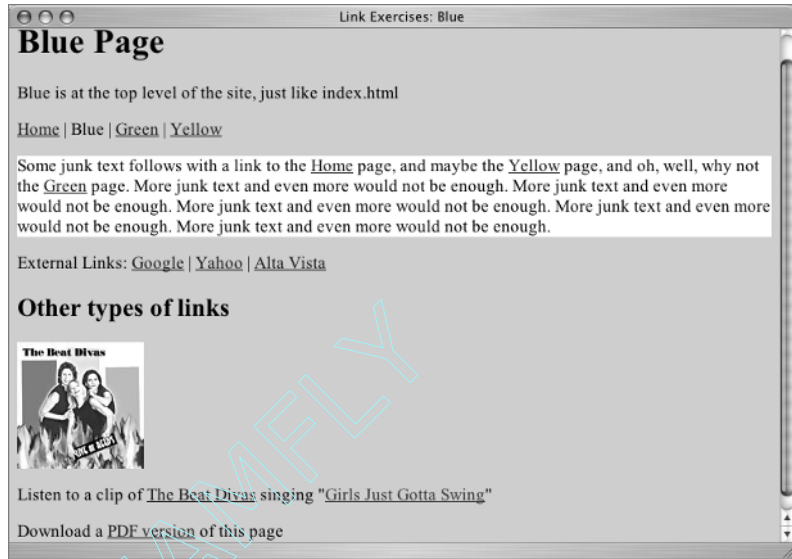 Link Exercises: Blue
Blue Page
Blue is at the top level of the site, just like index.html
Home | Blue | Green | Yellow
Some junk text follows with a link to the Home page, and maybe the Yellow page, and oh, well, why not
the Green page. More junk text and even more would not be enough. More junk text and even more
would not be enough. More junk text and even more would not be enough. More junk text and even more
would not be enough. More junk text and even more would not be enough.
External Links: Google | Yahoo | Alta Vista
Other types of links
The Beat Divas
Listen to a clip of The Beat Divas singing "Girls Just Gotta Swing"
Download a PDF version of this page
AMFLY